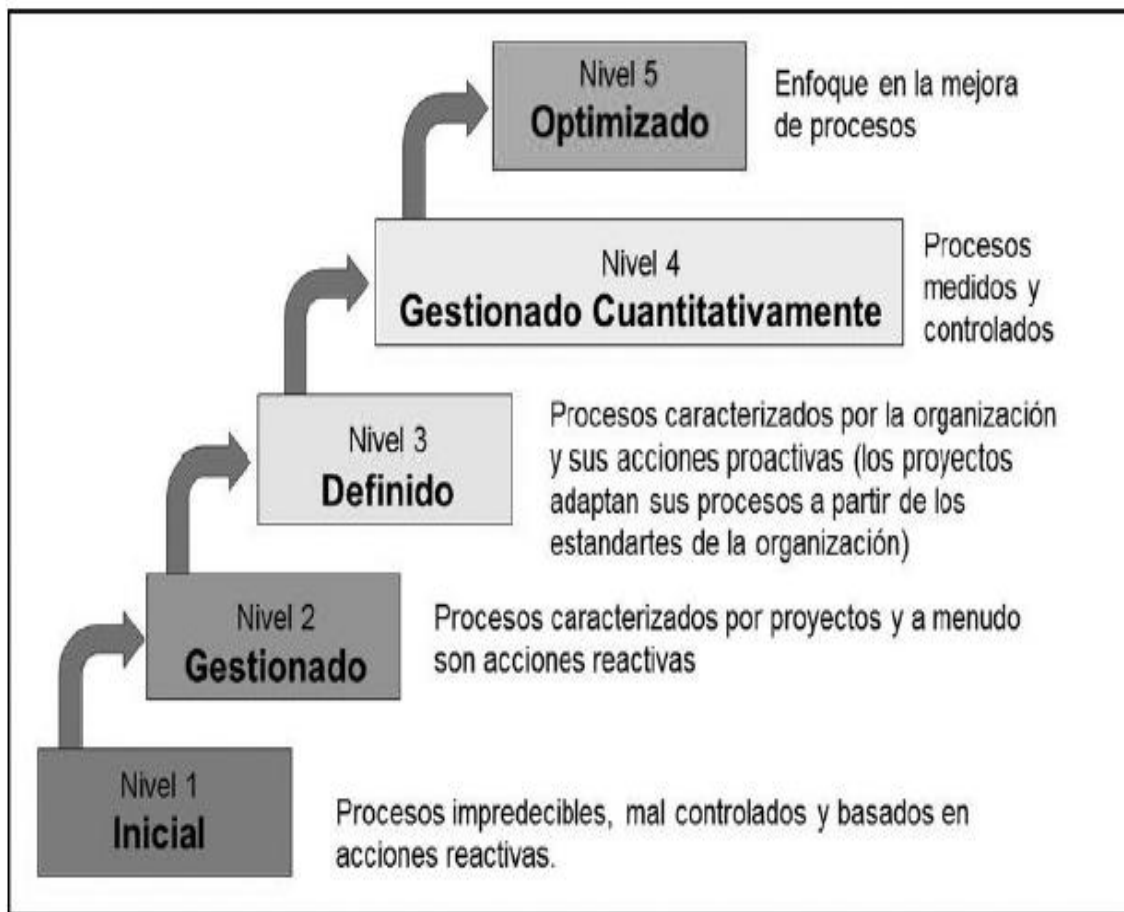 Nivel 5
Optimizado
Enfoque en la mejora
de procesos
Nivel 4
Gestionado Cuantitativamente
Procesos
medidos y
controlados
Nivel 3
Definido
Procesos caracterizados por la organización
y sus acciones proactivas (los proyectos
adaptan sus procesos a partir de los
estandartes de la organización)
Nivel 2
Gestionado
Procesos caracterizados por proyectos y a menudo
son acciones reactivas
Nivel 1
Inicial
Procesos impredecibles, mal controlados y basados en
acciones reactivas.